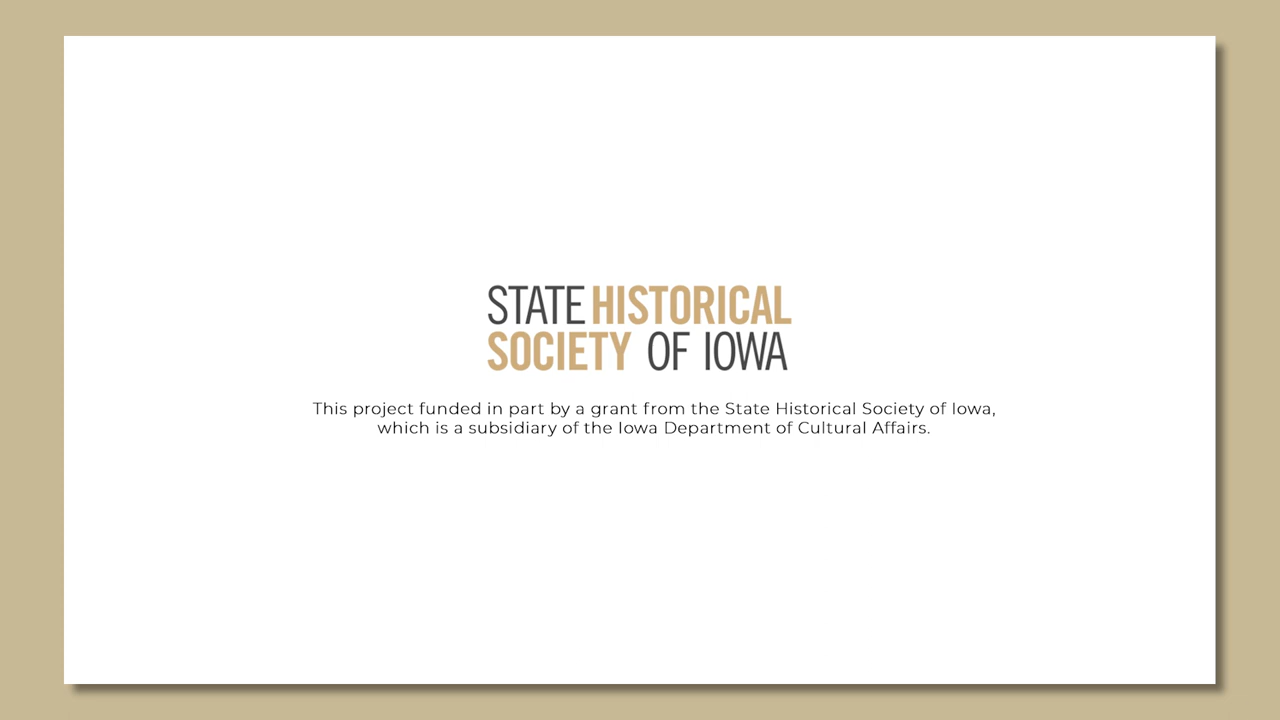 STATE HISTORICAL
SOCIETY OF IOWA
This project funded in part by a grant from the State Historical Society of Iowa,
which is a subsidiary of the Iowa Department of Cultural Affairs.